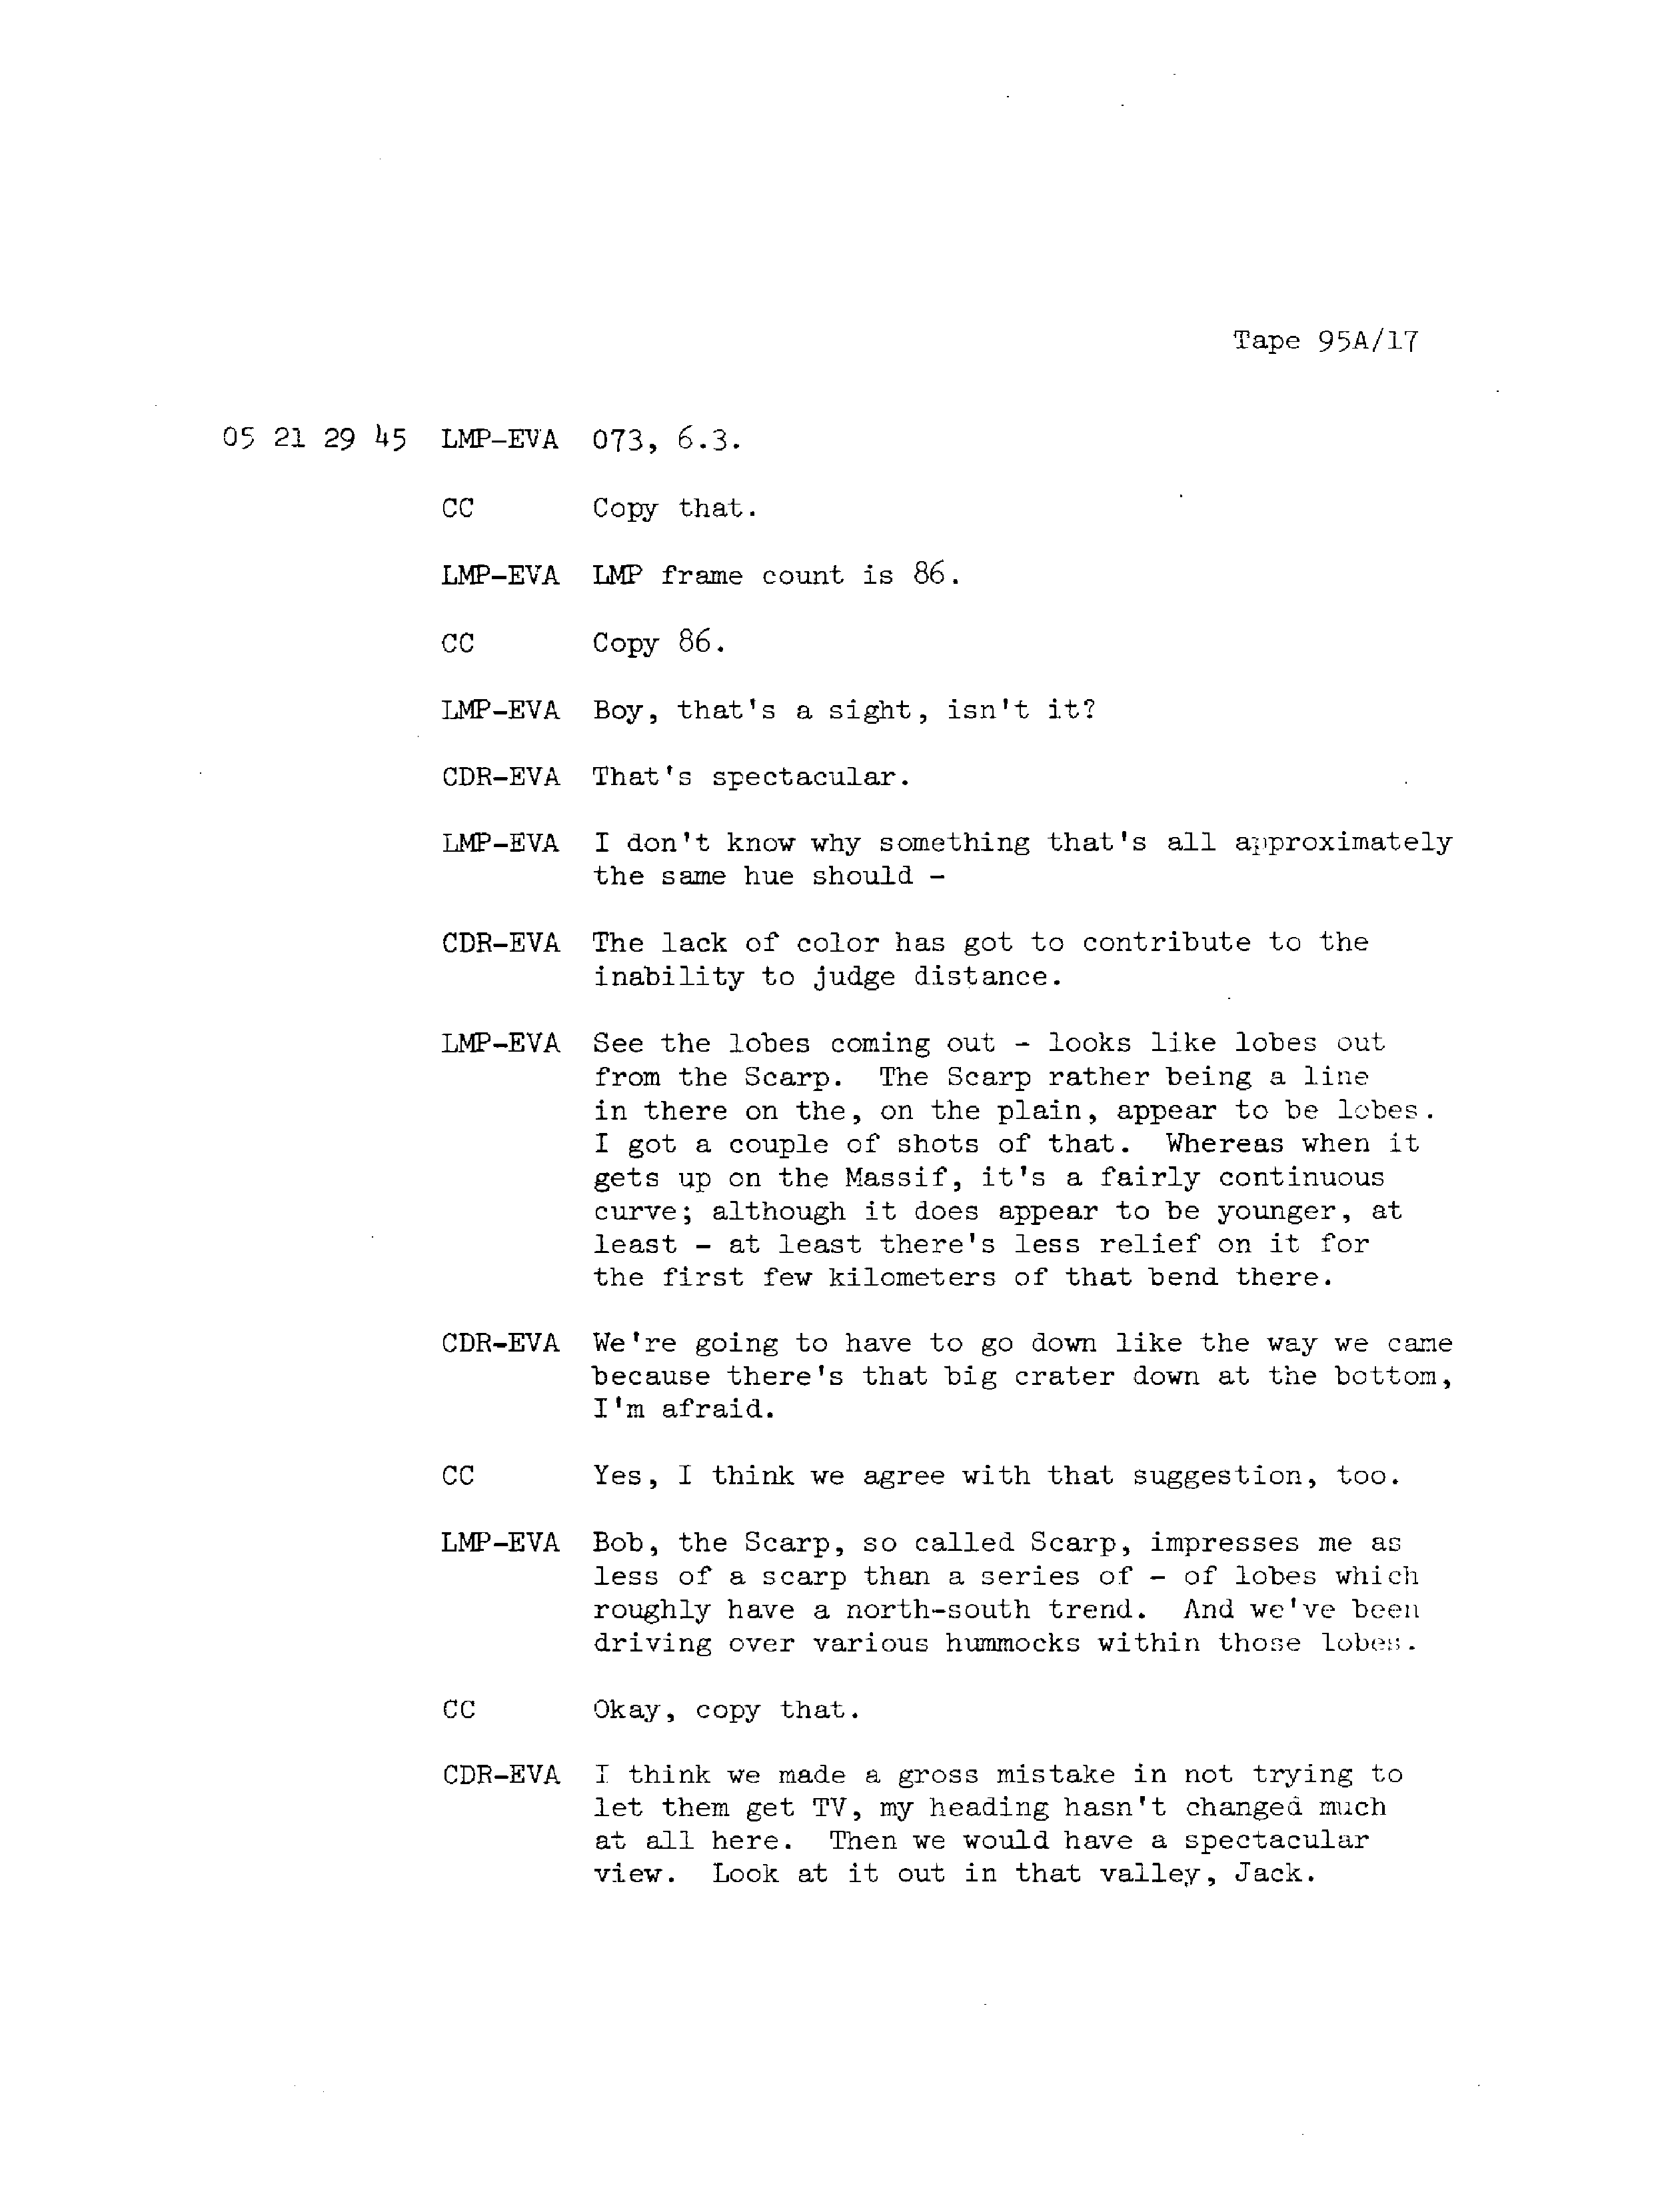 Tape 95A/17
05 21 29 45 LMP-EVA 073, 6.3.
CC Copy that.
LMP-EVA LMP frame count is 86.
CC Copy 86.
LMP-EVA Boy, that's a sight, isn't it?
CDR-EVA That's spectacular.
LMP-EVA I don't know why something that's all approximately
the same hue should -
CDR-EVA The lack of color has got to contribute to the
inability to judge distance.
LMP-EVA See the lobes coming out - looks like lobes out
from the Scarp. The Scarp rather being a line
in there on the, on the plain, appear to be lobes.
I got a couple of shots of that. Whereas when it
gets up on the Massif, it's a fairly continuous
curve; although it does appear to be younger, at
least - at least there's less relief on it for
the first few kilometers of that bend there.
CDR-EVA We're going to have to go down like the way we came
because there's that big crater down at the bottom,
I'm afraid.
CC Yes, I think we agree with that suggestion, too.
LMP-EVA Bob, the Scarp, so called Scarp, impresses me as
less of a scarp than a series of - of lobes which
roughly have a north-south trend. And we've been
driving over various hummocks within those lobes.
CC Okay, copy that.
CDR-EVA I think we made a gross mistake in not trying to
let them get TV, my heading hasn't changed much
at all here. Then we would have a spectacular
view. Look at it out in that valley, Jack.